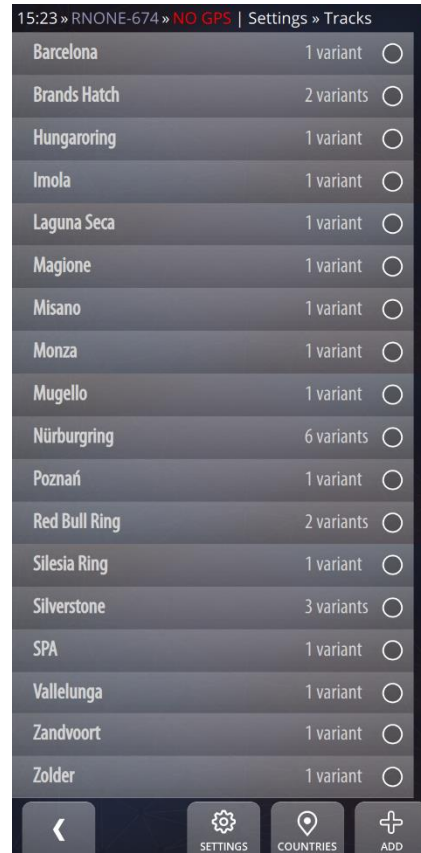 15:23 » RNONE-674 » NO GPS | Settings » Tracks
Barcelona 1 variant
Brands Hatch 2 variants
Hungaroring 1 variant
Imola 1 variant
Laguna Seca 1 variant
Magione 1 variant
Misano 1 variant
Monza 1 variant
Mugello 1 variant
Nürburgring 6 variants
Poznań 1 variant
Red Bull Ring 2 variants
Silesia Ring 1 variant
Silverstone 3 variants
SPA 1 variant
Vallelunga 1 variant
Zandvoort 1 variant
Zolder 1 variant
SETTINGS COUNTRIES ADD